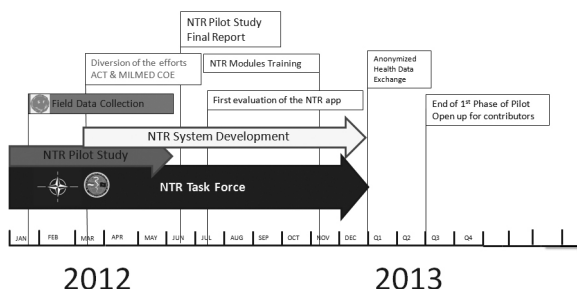 NTR Pilot Study
Final Report
Diversion of the efforts
ACT & MILMED COE
NTR Modules Training
Anonymized
Health Data
Exchange
Field Data Collection
First evaluation of the NTR app
End of 1st Phase of Pilot
Open up for contributors
NTR System Development
NTR Pilot Study
NTR Task Force
JAN FEB MAR APR MAY JUN JUL AUG SEP OCT NOV DEC Q1 Q2 Q3 Q4
2012 2013